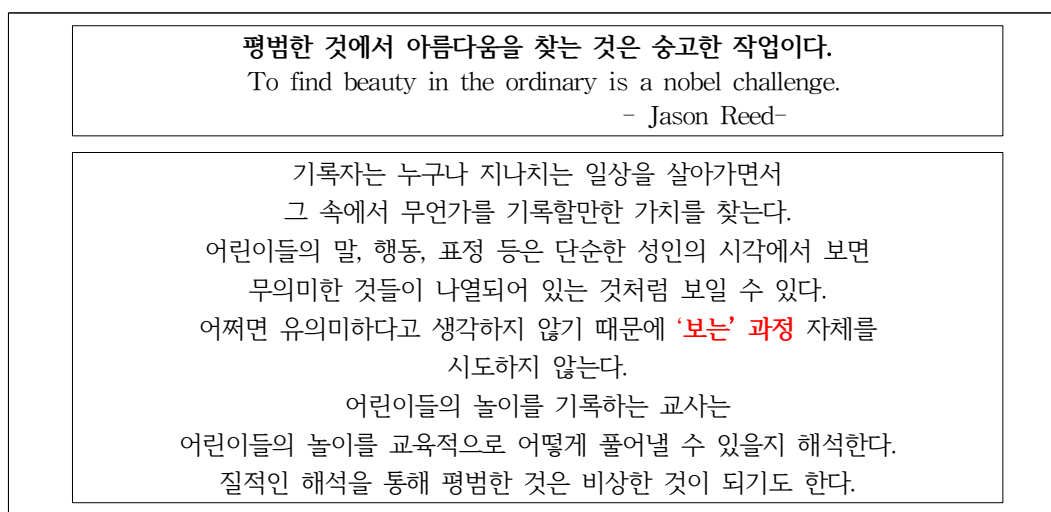 평범한 것에서 아름다움을 찾는 것은 숭고한 작업이다.
To find beauty in the ordinary is a nobel challenge.
- Jason Reed-
기록자는 누구나 지나치는 일상을 살아가면서
그 속에서 무언가를 기록할만한 가치를 찾는다.
어린이들의 말, 행동, 표정 등은 단순한 성인의 시각에서 보면
무의미한 것들이 나열되어 있는 것처럼 보일 수 있다.
어쩌면 유의미하다고 생각하지 않기 때문에 ‘보는’ 과정 자체를
시도하지 않는다.
어린이들의 놀이를 기록하는 교사는
어린이들의 놀이를 교육적으로 어떻게 풀어낼 수 있을지 해석한다.
질적인 해석을 통해 평범한 것은 비상한 것이 되기도 한다.